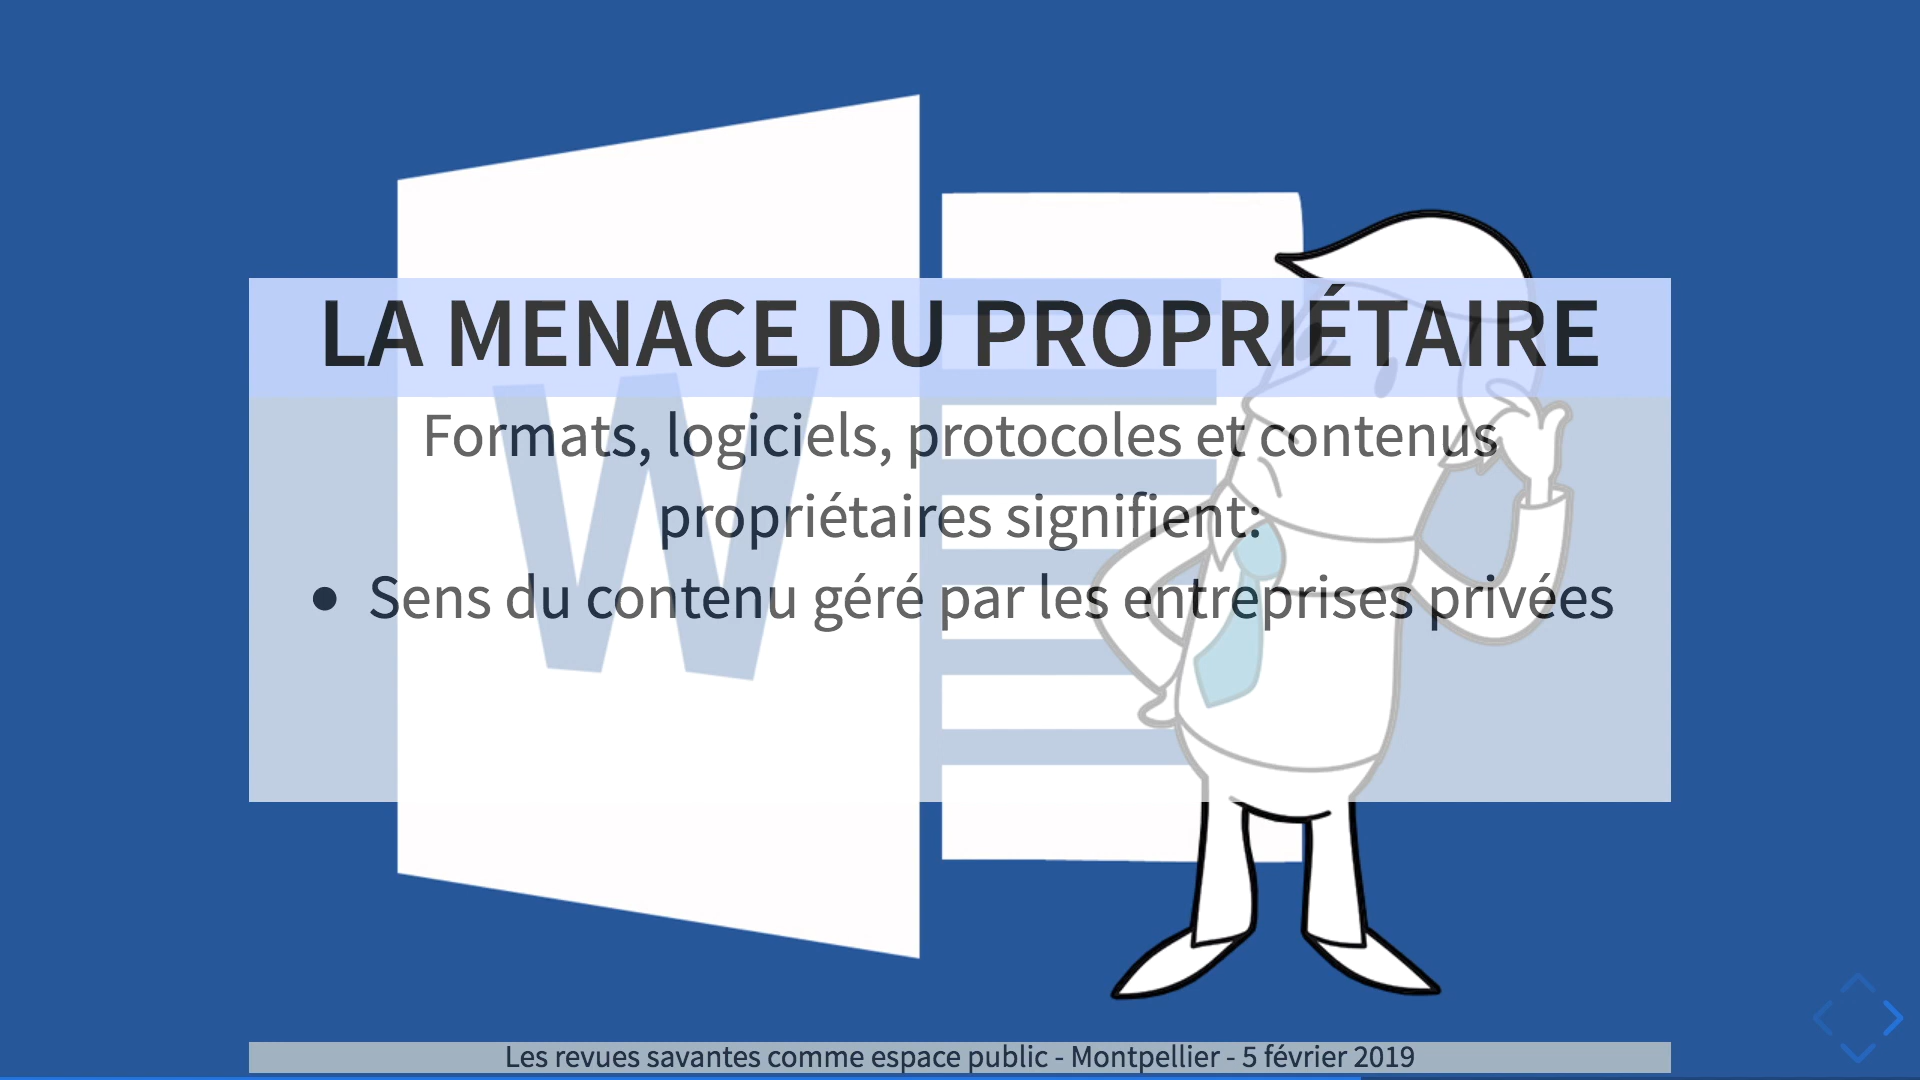 LA MENACE DU PROPRIÉTAIRE
Formats, logiciels, protocoles et contenus
propriétaires signifient:
• Sens du contenu géré par les entreprises privées
W
Les revues savantes comme espace public - Montpellier - 5 février 2019